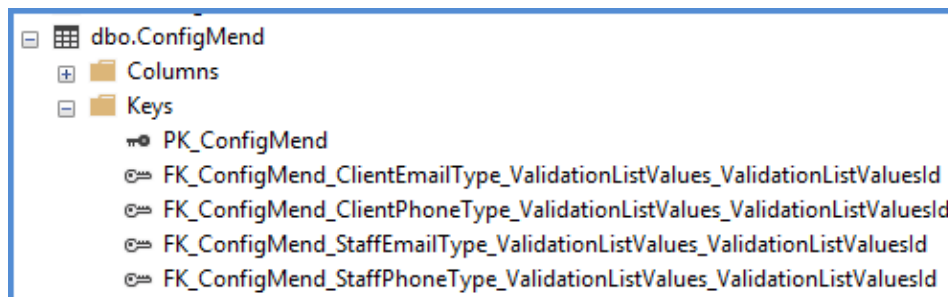 dbo.ConfigMend
Columns
Keys
PK_ConfigMend
FK_ConfigMend_ClientEmailType_ValidationListValues_ValidationListValuesId
FK_ConfigMend_ClientPhoneType_ValidationListValues_ValidationListValuesId
FK_ConfigMend_StaffEmailType_ValidationListValues_ValidationListValuesId
FK_ConfigMend_StaffPhoneType_ValidationListValues_ValidationListValuesId